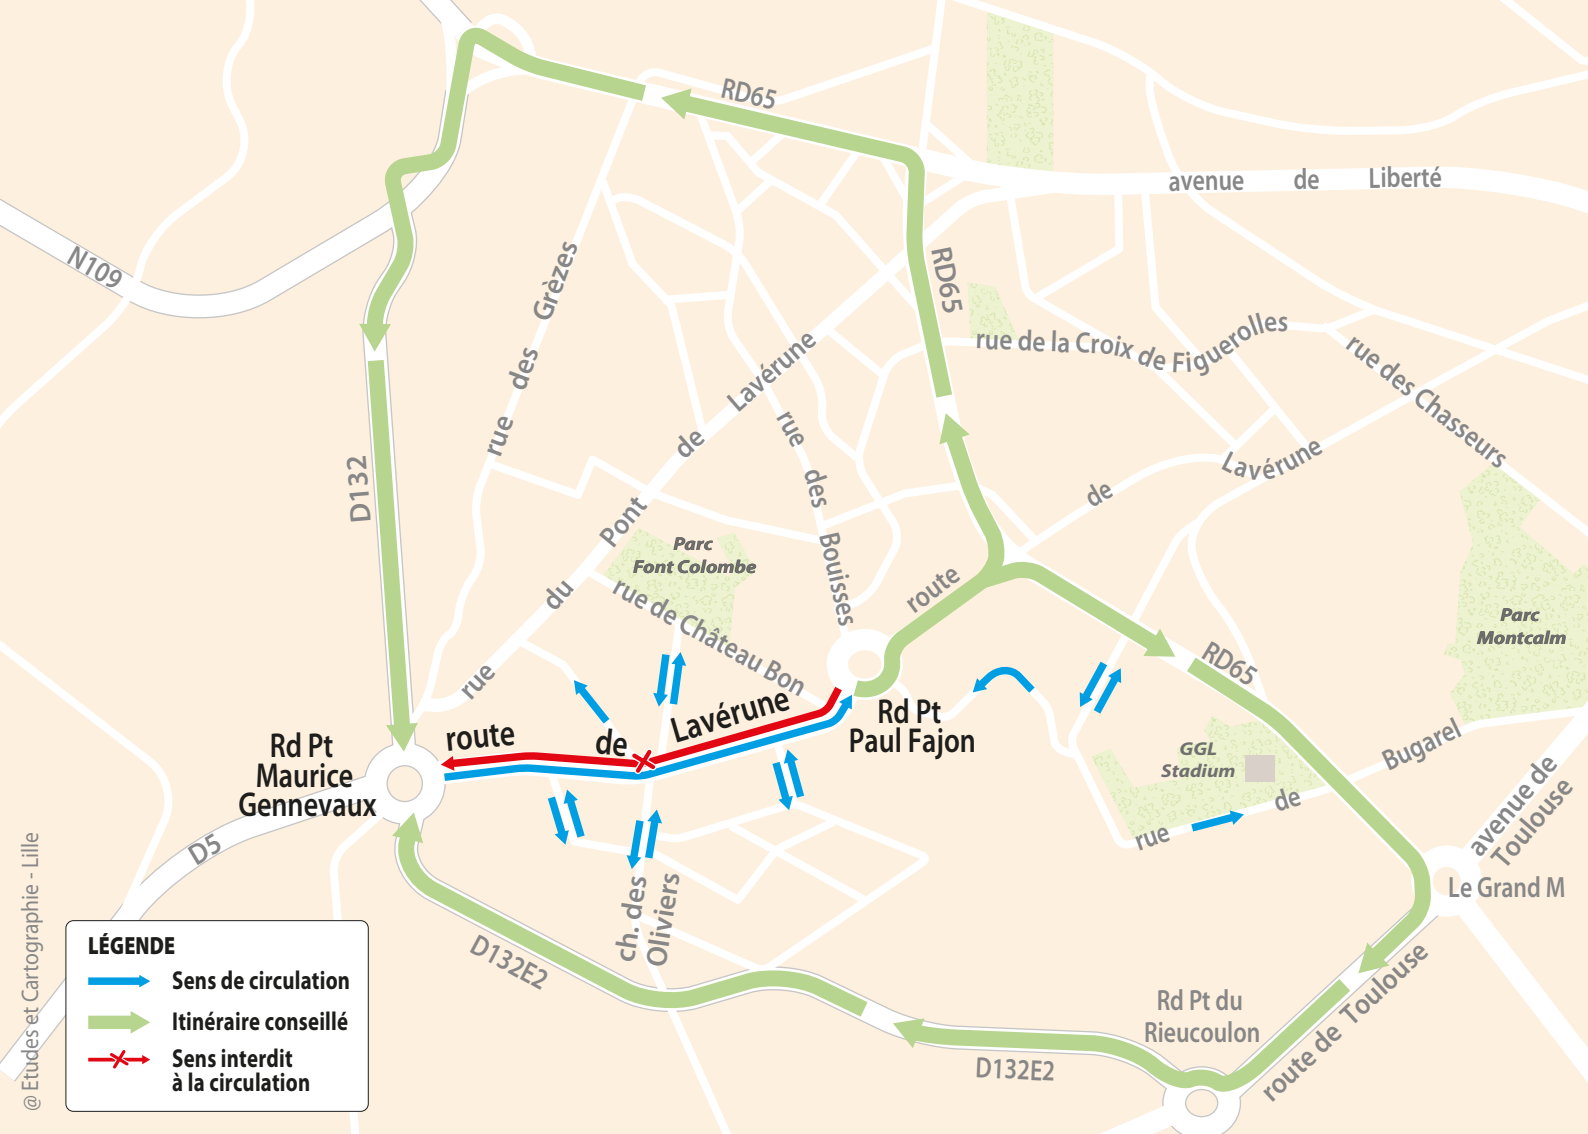 RD65
avenue de Liberté
N109
rue des Grèzes
RD65
rue de la Croix de Figuerolles
rue des Chasseurs
rue du Pont de Lavérune
rue des Bouisses
D132
route de Lavérune
Parc
Font Colombe
rue de Château Bon
Parc
Montcalm
RD65
route de Lavérune
Rd Pt
Paul Fajon
Rd Pt
Maurice
Gennevaux
GGL
Stadium
rue de Bugarel
avenue de
Toulouse
Le Grand M
D5
ch. des
Oliviers
D132E2
route de Toulouse
Rd Pt du
Rieucoulon
D132E2
LÉGENDE
Sens de circulation
Itinéraire conseillé
Sens interdit
à la circulation
@ Etudes et Cartographie - Lille